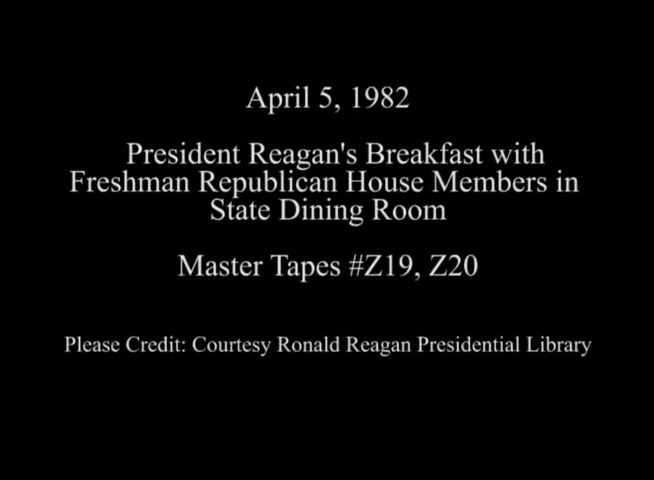 April 5, 1982
President Reagan's Breakfast with
Freshman Republican House Members in
State Dining Room
Master Tapes #Z19, Z20
Please Credit: Courtesy Ronald Reagan Presidential Library